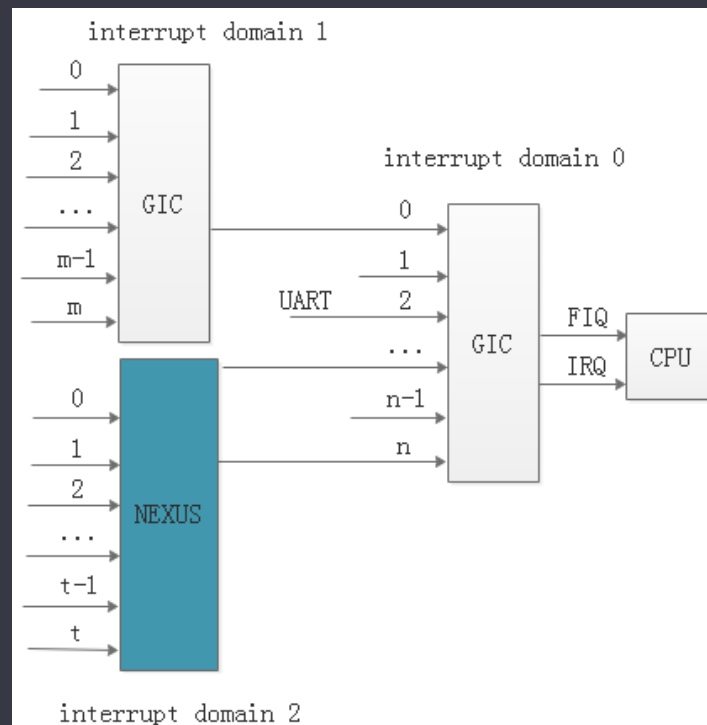 interrupt domain 1
0
1
2
...
m-1
m
GIC
interrupt domain 0
0
1
UART 2
...
n-1
n
GIC
FIQ
IRQ
CPU
0
1
2
...
t-1
t
NEXUS
interrupt domain 2